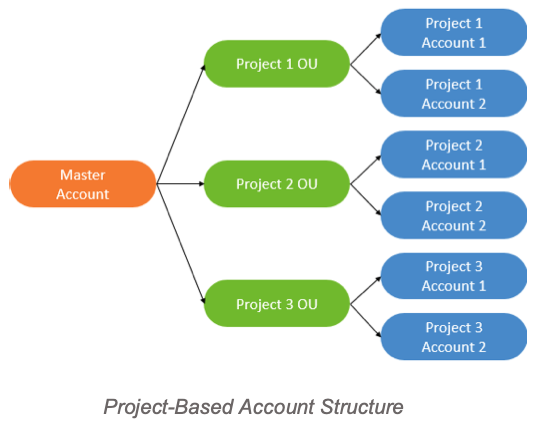 Master
Account
Project 1 OU
Project 2 OU
Project 3 OU
Project 1
Account 1
Project 1
Account 2
Project 2
Account 1
Project 2
Account 2
Project 3
Account 1
Project 3
Account 2
Project-Based Account Structure